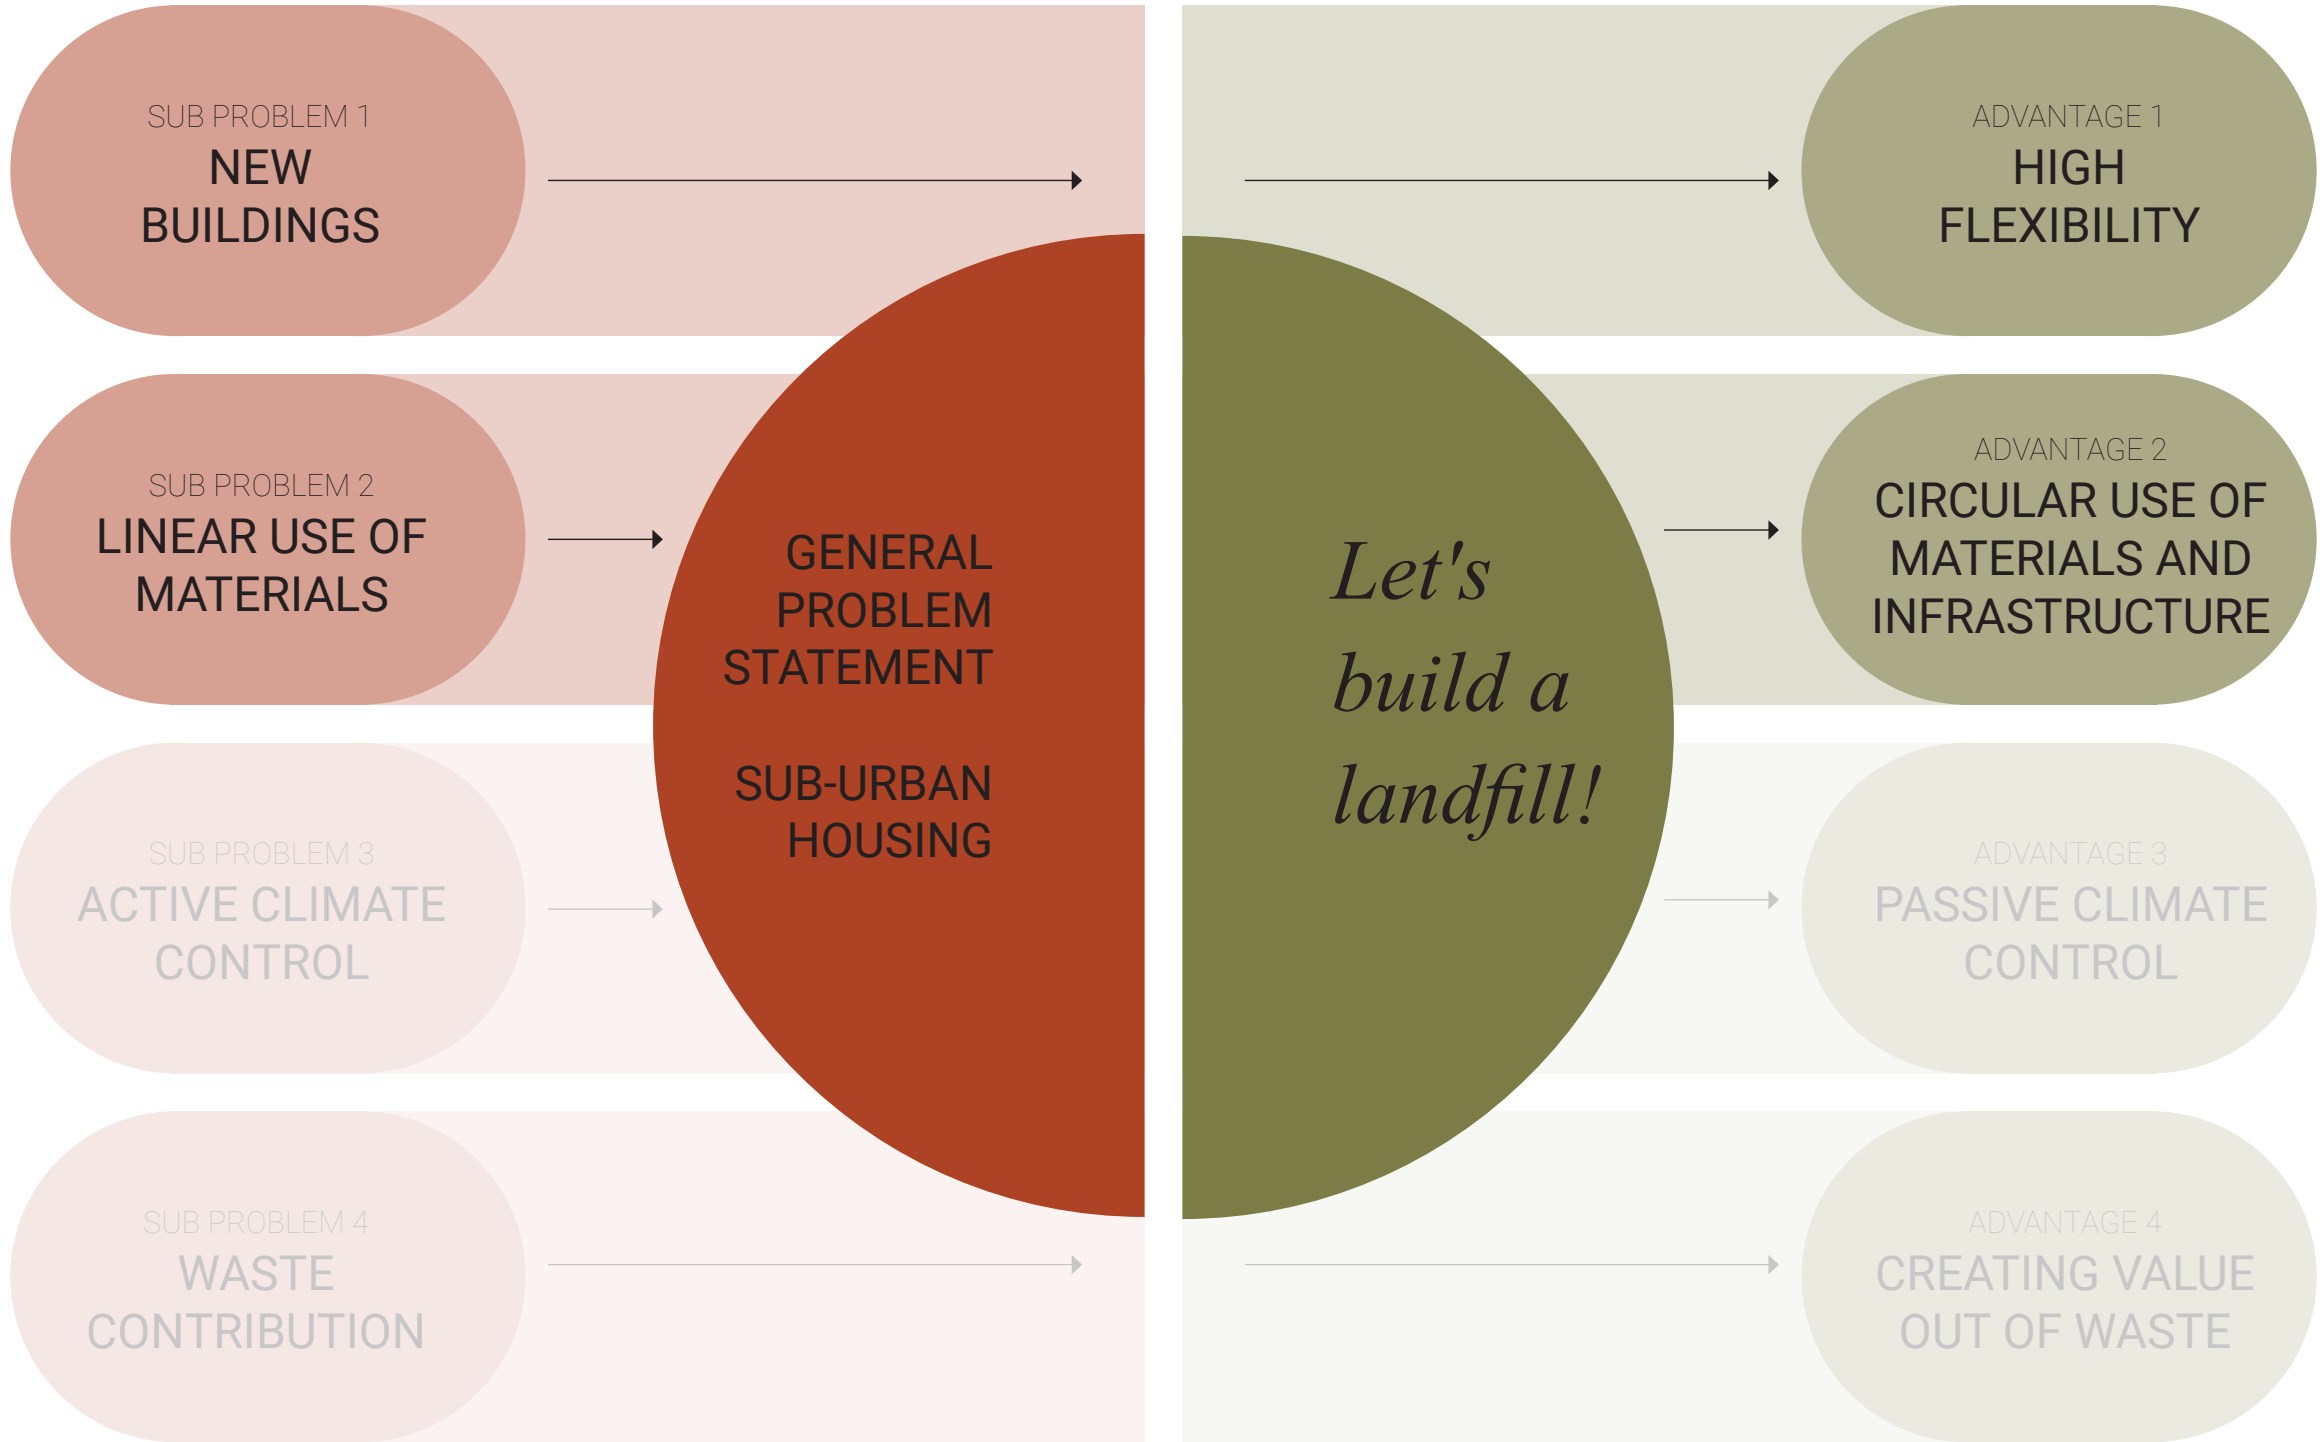 SUB PROBLEM 1
NEW
BUILDINGS
SUB PROBLEM 2
LINEAR USE OF
MATERIALS
SUB PROBLEM 3
ACTIVE CLIMATE
CONTROL
SUB PROBLEM 4
WASTE
CONTRIBUTION
GENERAL
PROBLEM
STATEMENT
SUB-URBAN
HOUSING
Let's
build a
landfill!
ADVANTAGE 1
HIGH
FLEXIBILITY
ADVANTAGE 2
CIRCULAR USE OF
MATERIALS AND
INFRASTRUCTURE
ADVANTAGE 3
PASSIVE CLIMATE
CONTROL
ADVANTAGE 4
CREATING VALUE
OUT OF WASTE